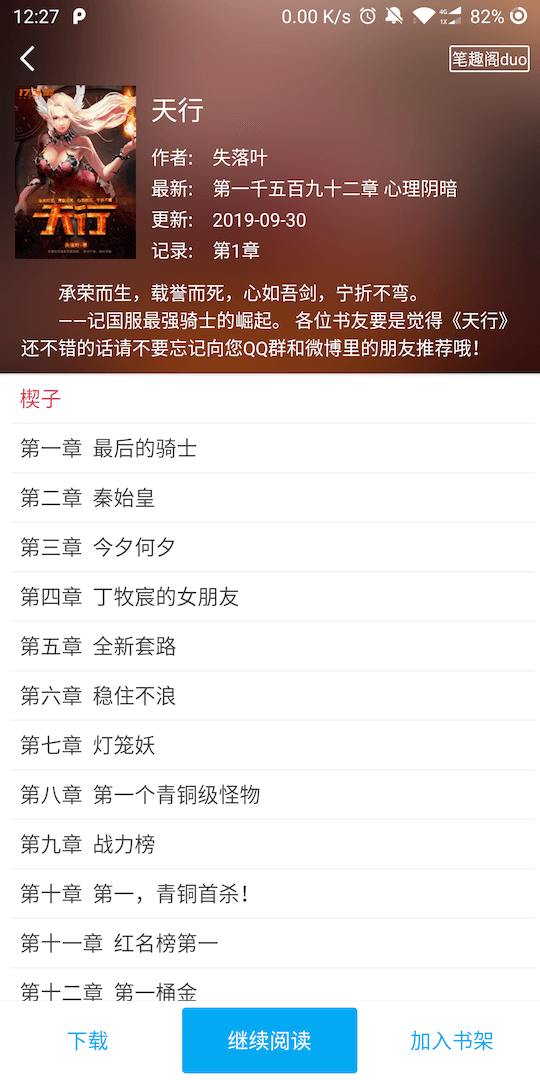 12:27
0.00 K/s
4G
1X
82%
笔趣阁duo
天行
天行
失落叶·著
作者： 失落叶
最新： 第一千五百九十二章 心理阴暗
更新： 2019-09-30
记录： 第1章
承荣而生，载誉而死，心如吾剑，宁折不弯。
——记国服最强骑士的崛起。 各位书友要是觉得《天行》
还不错的话请不要忘记向您QQ群和微博里的朋友推荐哦！
楔子
第一章 最后的骑士
第二章 秦始皇
第三章 今夕何夕
第四章 丁牧宸的女朋友
第五章 全新套路
第六章 稳住不浪
第七章 灯笼妖
第八章 第一个青铜级怪物
第九章 战力榜
第十章 第一，青铜首杀！
第十一章 红名榜第一
第十二章 第一桶金
下载
继续阅读
加入书架